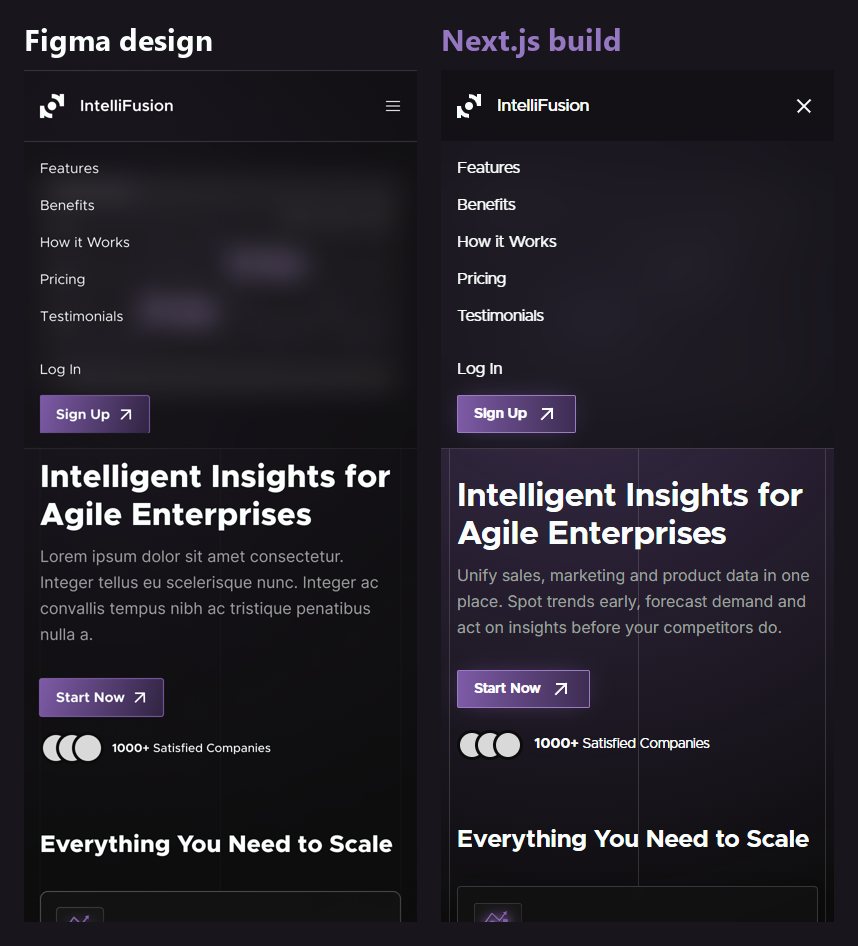 Figma design
IntelliFusion
Features
Benefits
How it Works
Pricing
Testimonials
Log In
Sign Up
Intelligent Insights for
Agile Enterprises
Lorem ipsum dolor sit amet consectetur.
Integer tellus eu scelerisque nunc. Integer ac
convallis tempus nibh ac tristique penatibus
nulla a.
Start Now
1000+ Satisfied Companies
Everything You Need to Scale
Next.js build
IntelliFusion
Features
Benefits
How it Works
Pricing
Testimonials
Log In
Sign Up
Intelligent Insights for
Agile Enterprises
Unify sales, marketing and product data in one
place. Spot trends early, forecast demand and
act on insights before your competitors do.
Start Now
1000+ Satisfied Companies
Everything You Need to Scale